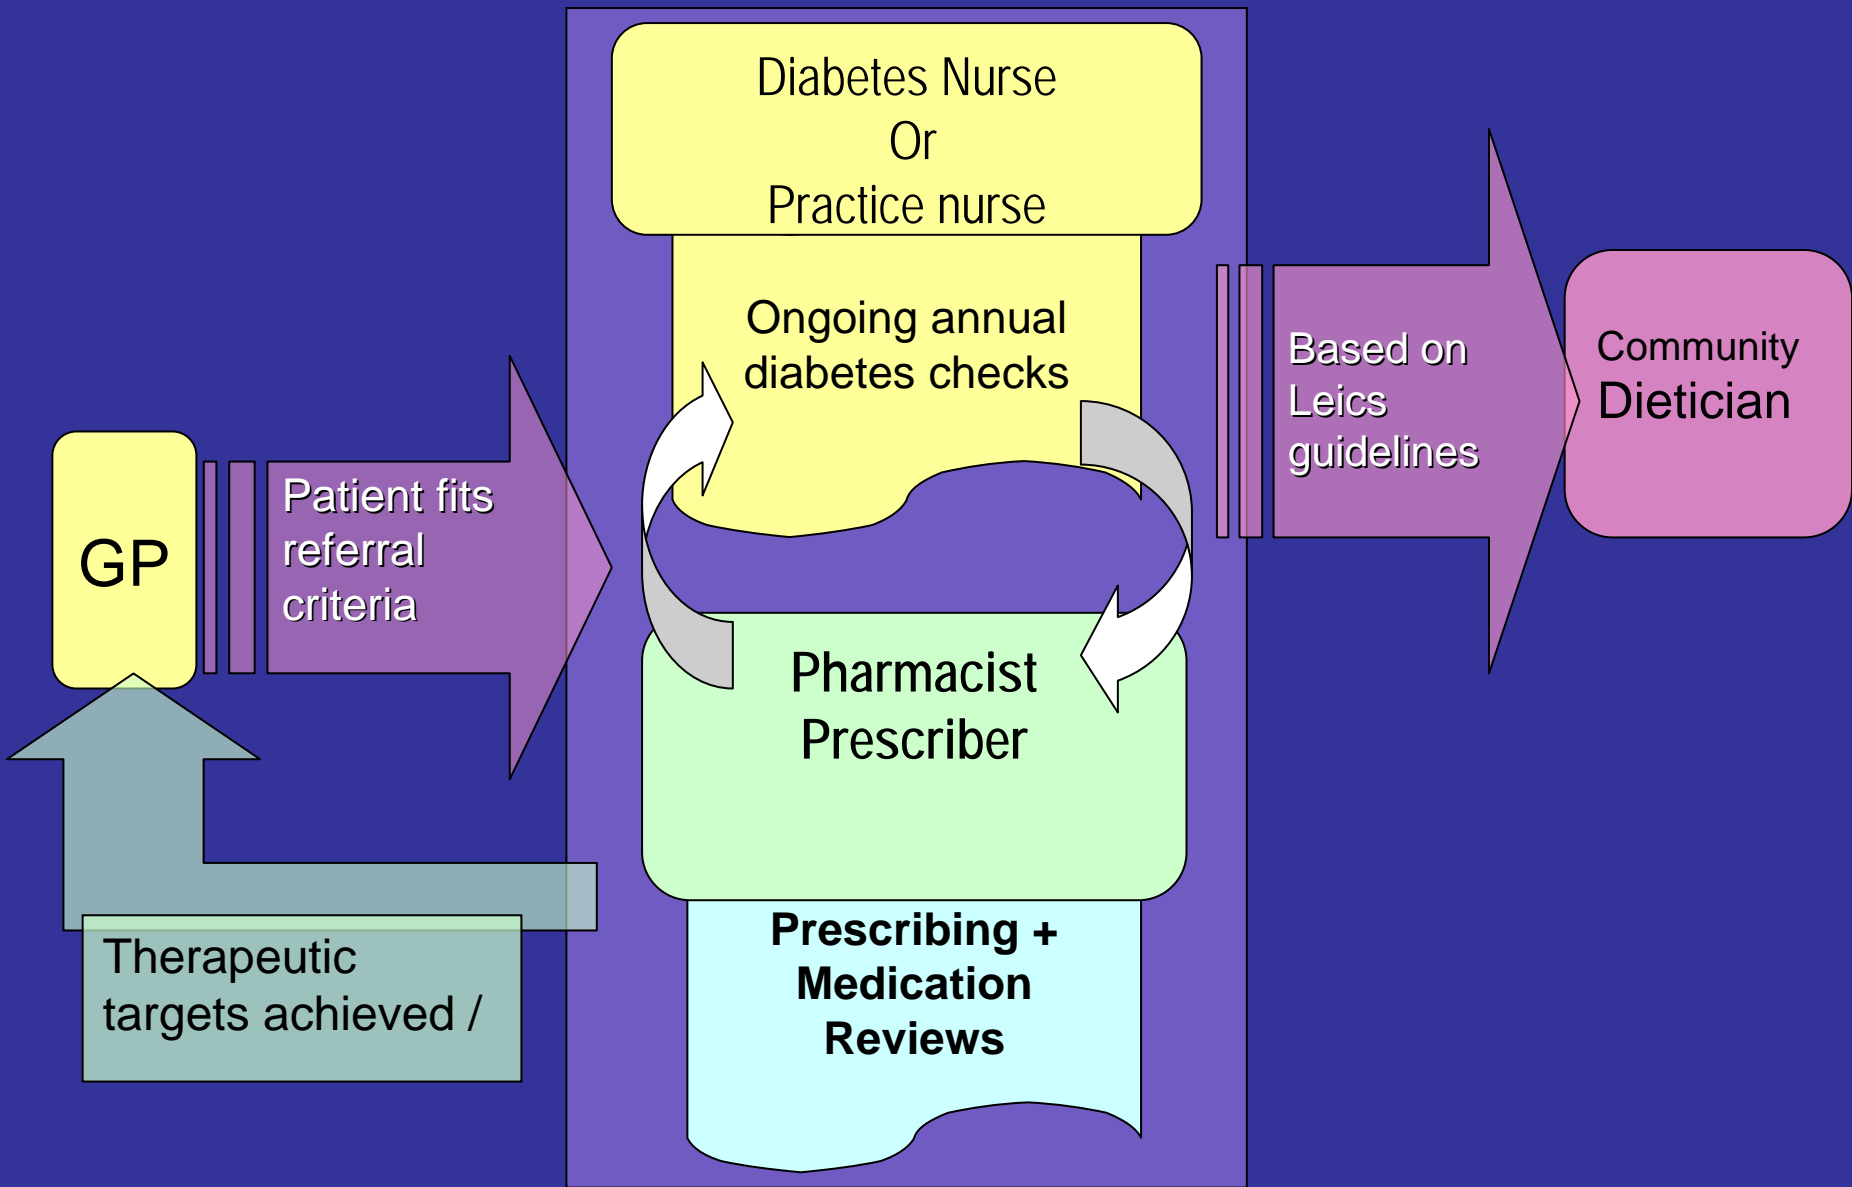 Diabetes Nurse
Or
Practice nurse
Ongoing annual
diabetes checks
GP
Patient fits
referral
criteria
Based on
Leics
guidelines
Community
Dietician
Pharmacist
Prescriber
Prescribing +
Medication
Reviews
Therapeutic
targets achieved /